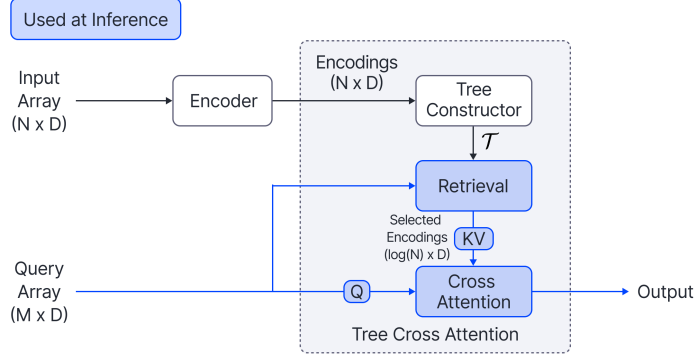 Used at Inference
Input
Array
(N x D)
Encoder
Encodings
(N x D)
Tree
Constructor
𝒯
Retrieval
Selected
Encodings
(log(N) x D)
KV
Query
Array
(M x D)
Q
Cross
Attention
Output
Tree Cross Attention